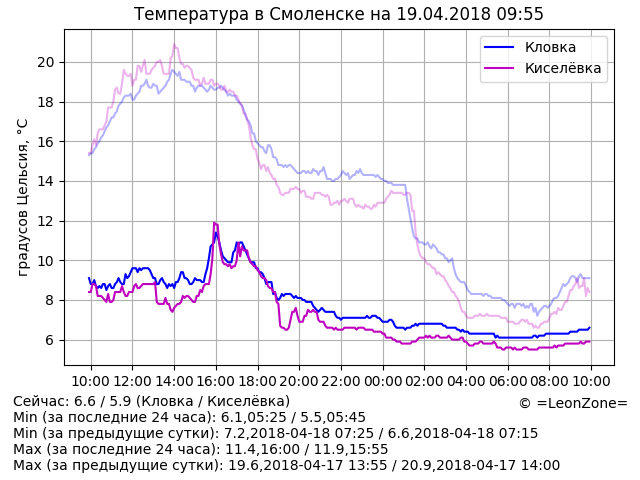 Температура в Смоленске на 19.04.2018 09:55
Кловка
Киселёвка
градусов Цельсия, °C
20
18
16
14
12
10
8
6
10:00 12:00 14:00 16:00 18:00 20:00 22:00 00:00 02:00 04:00 06:00 08:00 10:00
Сейчас: 6.6 / 5.9 (Кловка / Киселёвка)
© =LeonZone=
Min (за последние 24 часа): 6.1,05:25 / 5.5,05:45
Min (за предыдущие сутки): 7.2,2018-04-18 07:25 / 6.6,2018-04-18 07:15
Max (за последние 24 часа): 11.4,16:00 / 11.9,15:55
Max (за предыдущие сутки): 19.6,2018-04-17 13:55 / 20.9,2018-04-17 14:00